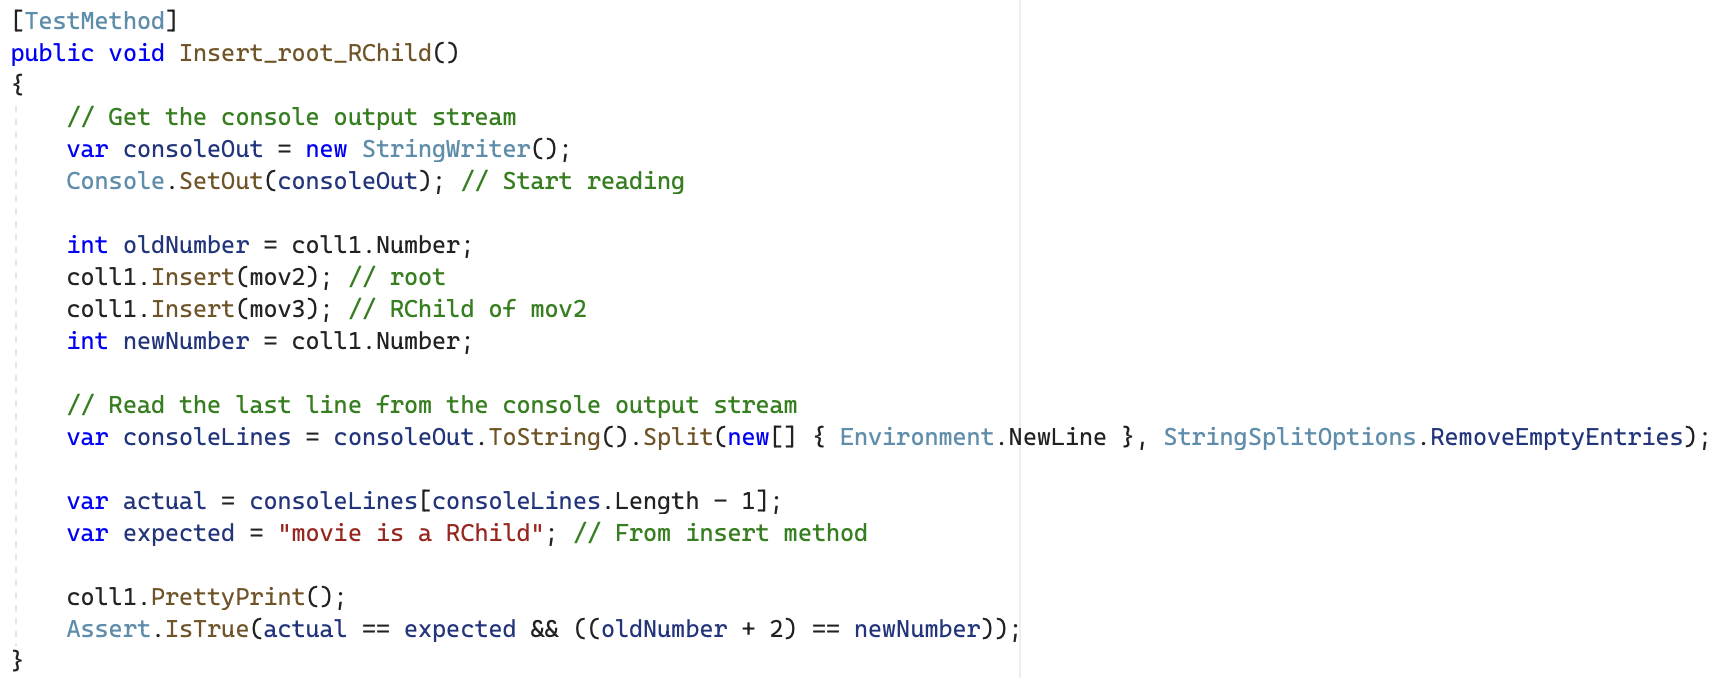 [TestMethod]
public void Insert_root_RChild()
{
    // Get the console output stream
    var consoleOut = new StringWriter();
    Console.SetOut(consoleOut); // Start reading

    int oldNumber = coll1.Number;
    coll1.Insert(mov2); // root
    coll1.Insert(mov3); // RChild of mov2
    int newNumber = coll1.Number;

    // Read the last line from the console output stream
    var consoleLines = consoleOut.ToString().Split(new[] { Environment.NewLine }, StringSplitOptions.RemoveEmptyEntries);

    var actual = consoleLines[consoleLines.Length - 1];
    var expected = "movie is a RChild"; // From insert method

    coll1.PrettyPrint();
    Assert.IsTrue(actual == expected && ((oldNumber + 2) == newNumber));
}